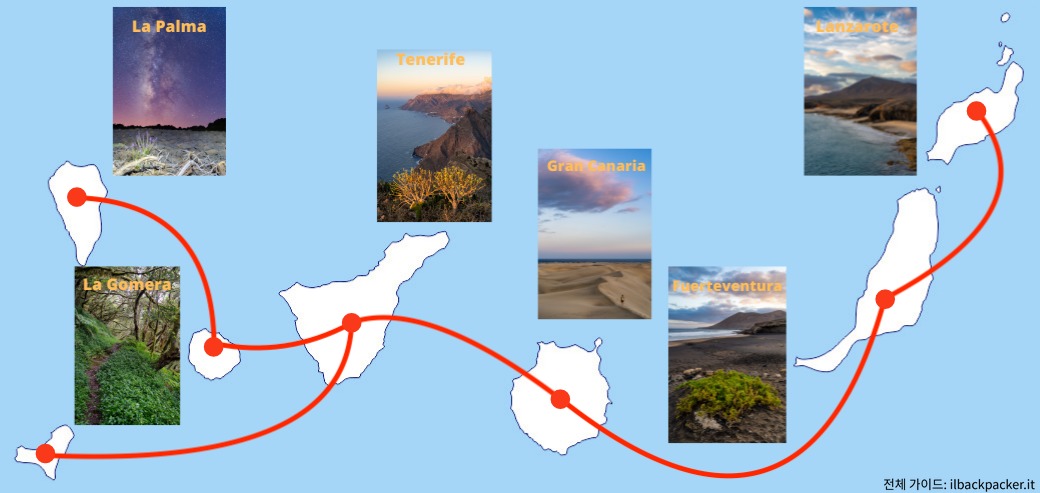 La Palma
Tenerife
Lanzarote
Gran Canaria
La Gomera
Fuerteventura
전체 가이드: ilbackpacker.it